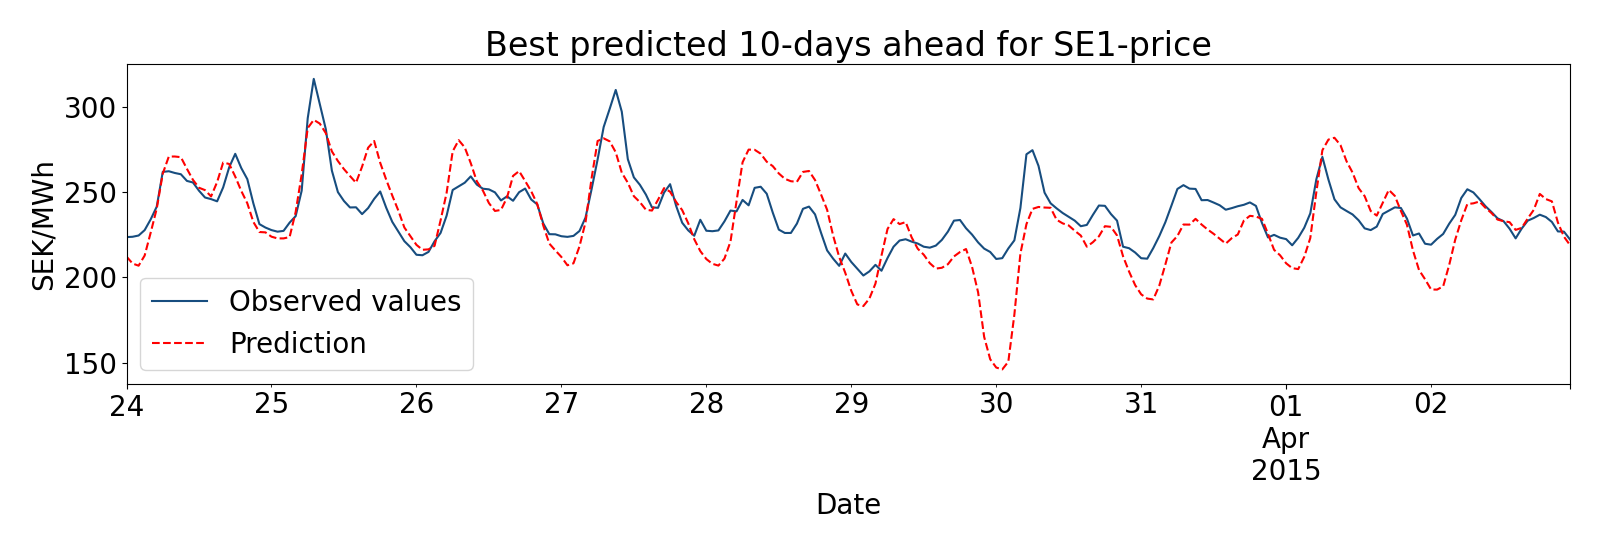 Best predicted 10-days ahead for SE1-price
300
250
200
150
SEK/MWh
Observed values
Prediction
24 25 26 27 28 29 30 31 01 02
Apr
2015
Date